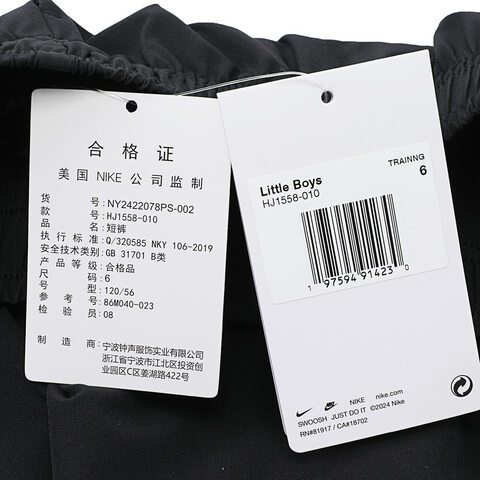 合格证
美国 NIKE 公司监制
货号:NY2422078PS-002
款号:HJ1558-010
品名:短裤
执行标准:Q/320585 NKY 106-2019
安全技术类别:GB 31701 B类
产品等级:合格品
尺码:6
型号:120/56
参考号:86M040-023
检验员:08
制造商:宁波钟声服饰实业有限公司
浙江省宁波市江北区投资创
业园区C区姜湖路422号
TRAINNG
6
Little Boys
HJ1558-010
1 97594 91423 0
NIKE nike.com
SWOOSH JUST DO IT ©2024 Nike
RN#81917 / CA#18702